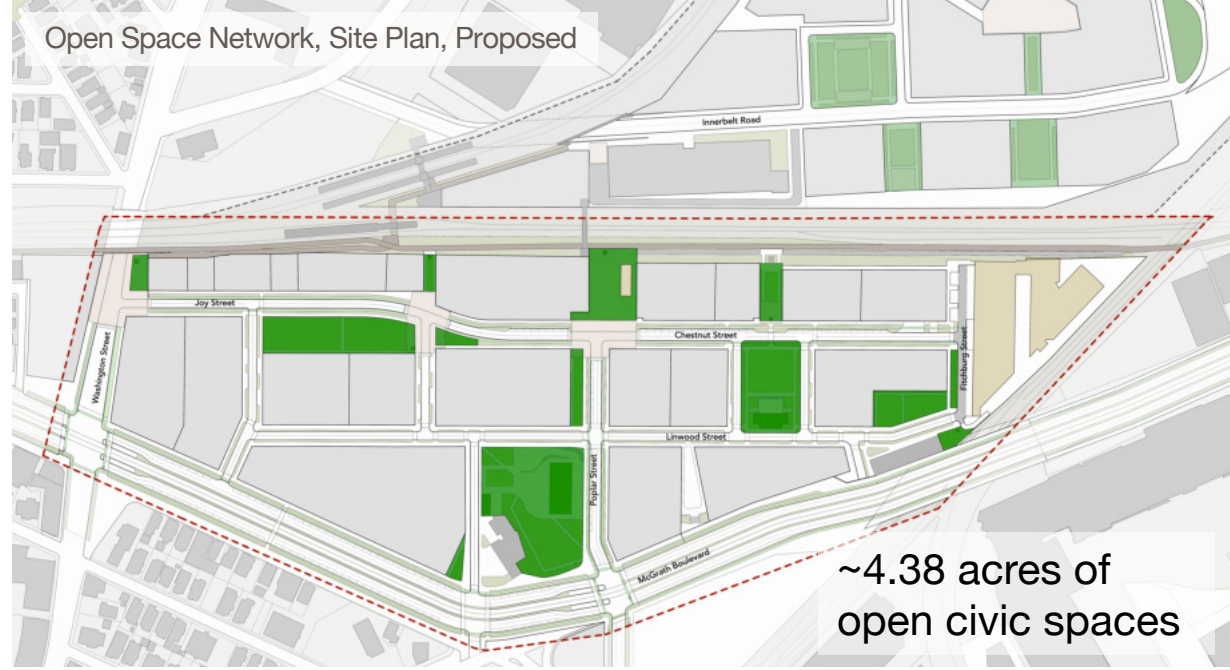 Open Space Network, Site Plan, Proposed
Innerbelt Road
Joy Street
Washington Street
Chestnut Street
Fitchburg Street
Linwood Street
Poplar Street
McGrath Boulevard
~4.38 acres of
open civic spaces